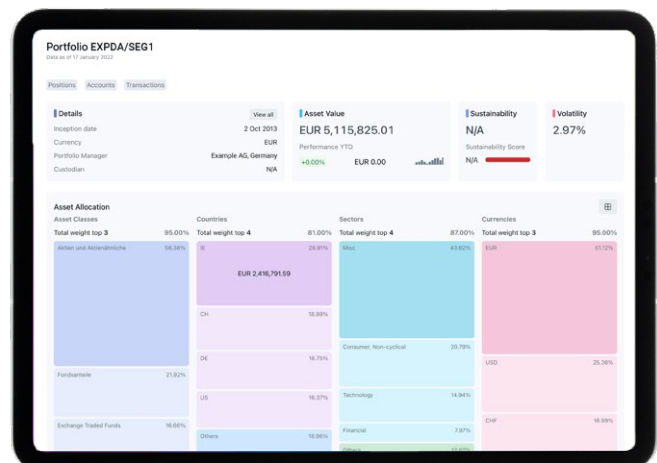 Portfolio EXPDA/SEG1
Data as of 17 January 2022
Positions Accounts Transactions
Details View all
Inception date 2 Oct 2013
Currency EUR
Portfolio Manager Example AG, Germany
Custodian N/A
Asset Value
EUR 5,115,825.01
Performance YTD
+0.00% EUR 0.00
Sustainability
N/A
Sustainability Score
N/A
Volatility
2.97%
Asset Allocation
Asset Classes
Total weight top 3 95.00%
Aktien und Aktienähnliche 56.38%
Fondsanteile 21.92%
Exchange Traded Funds 16.66%
Countries
Total weight top 4 81.00%
IE 28.91%
EUR 2,416,791.59
CH 18.99%
DE 16.75%
US 16.37%
Others 18.96%
Sectors
Total weight top 4 87.00%
Misc 43.62%
Consumer, Non-cyclical 20.79%
Technology 14.94%
Financial 7.97%
Others
Currencies
Total weight top 3 95.00%
EUR 51.12%
USD 25.36%
CHF